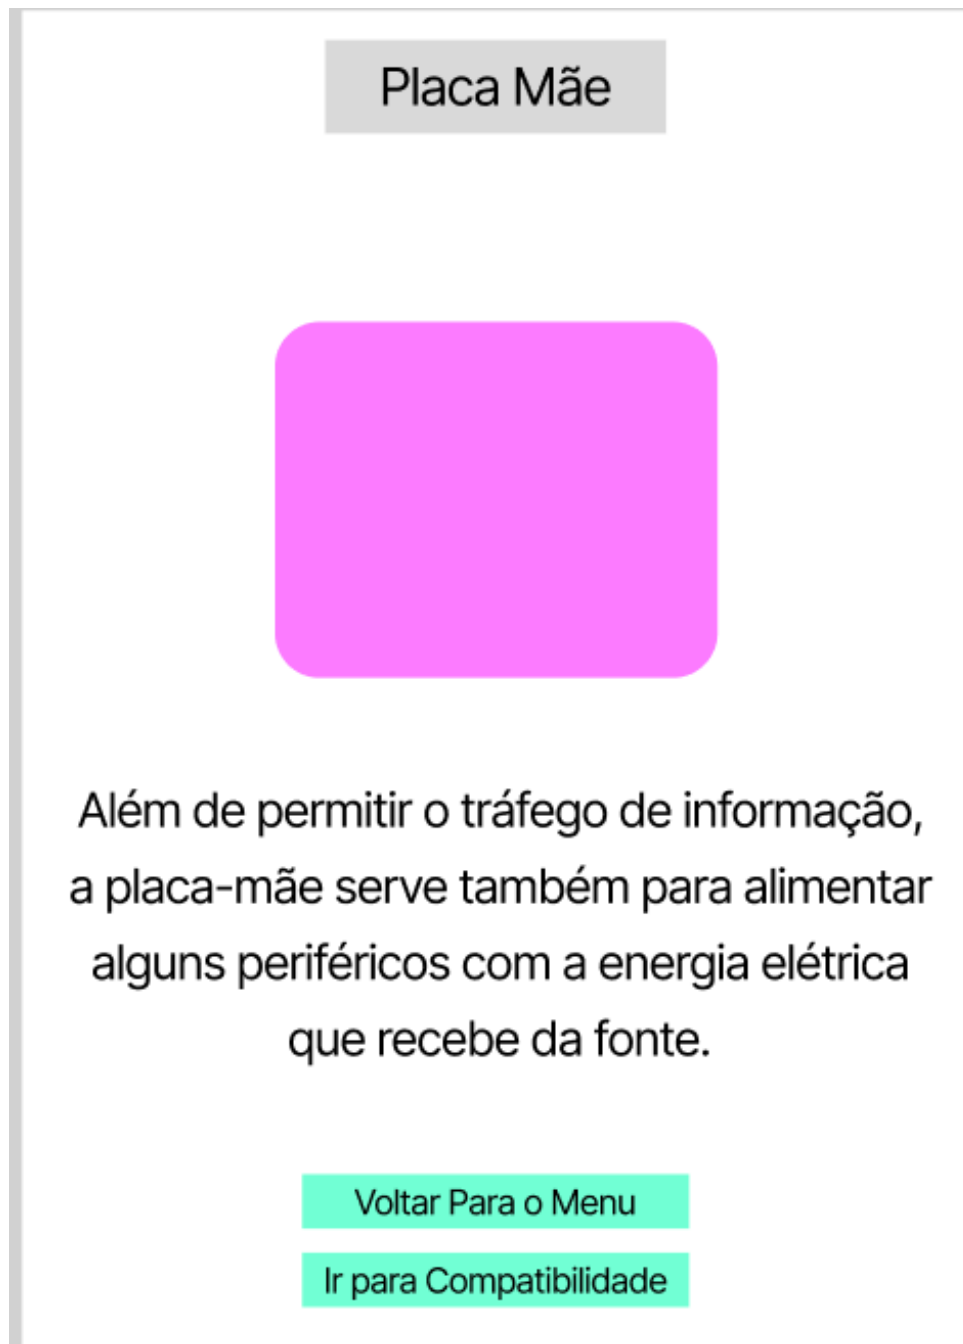 Placa Mãe
Além de permitir o tráfego de informação,
a placa-mãe serve também para alimentar
alguns periféricos com a energia elétrica
que recebe da fonte.
Voltar Para o Menu
Ir para Compatibilidade